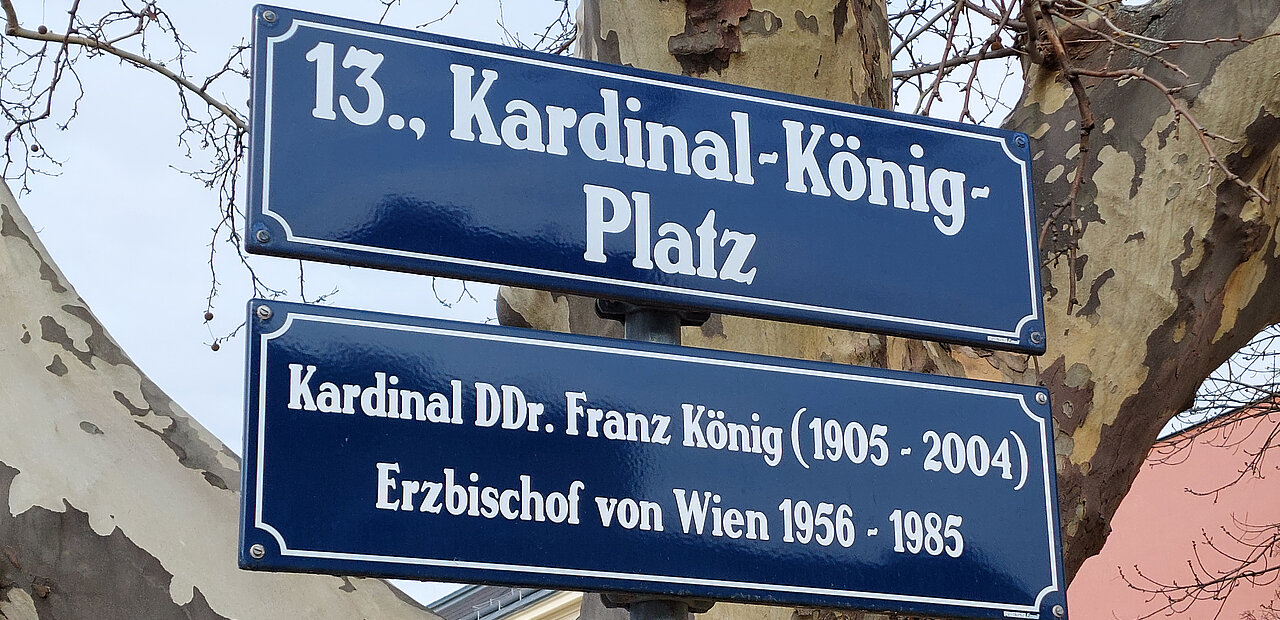 13., Kardinal-König-
Platz
Kardinal DDr. Franz König (1905 - 2004)
Erzbischof von Wien 1956 - 1985